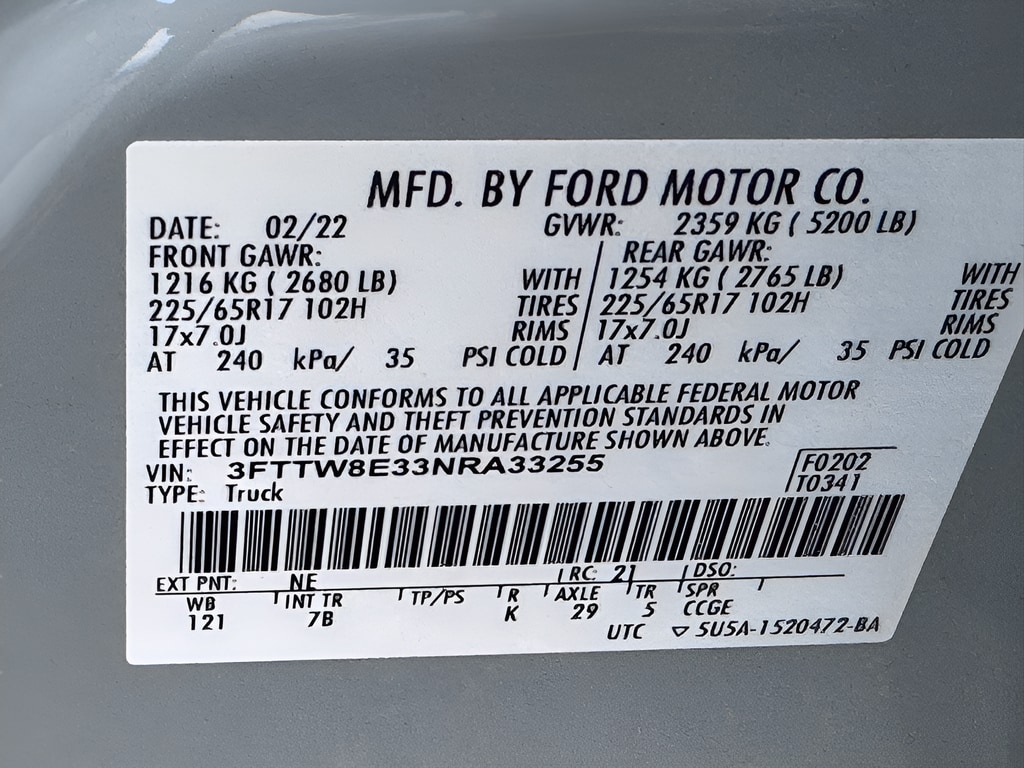 MFD. BY FORD MOTOR CO.
DATE: 02/22 GVWR: 2359 KG ( 5200 LB)
FRONT GAWR: REAR GAWR:
1216 KG ( 2680 LB) WITH 1254 KG ( 2765 LB) WITH
225/65R17 102H TIRES 225/65R17 102H TIRES
17x7.0J RIMS 17x7.0J RIMS
AT 240 kPa/ 35 PSI COLD AT 240 kPa/ 35 PSI COLD
THIS VEHICLE CONFORMS TO ALL APPLICABLE FEDERAL MOTOR
VEHICLE SAFETY AND THEFT PREVENTION STANDARDS IN
EFFECT ON THE DATE OF MANUFACTURE SHOWN ABOVE.
VIN: 3FTTW8E33NRA33255 F0202
TYPE: Truck T0341
EXT PNT: NE RC: 21 DSO:
WB INT TR TP/PS R AXLE TR SPR
121 7B K 29 5 CCGE
UTC ▽ 5U5A-1520472-BA